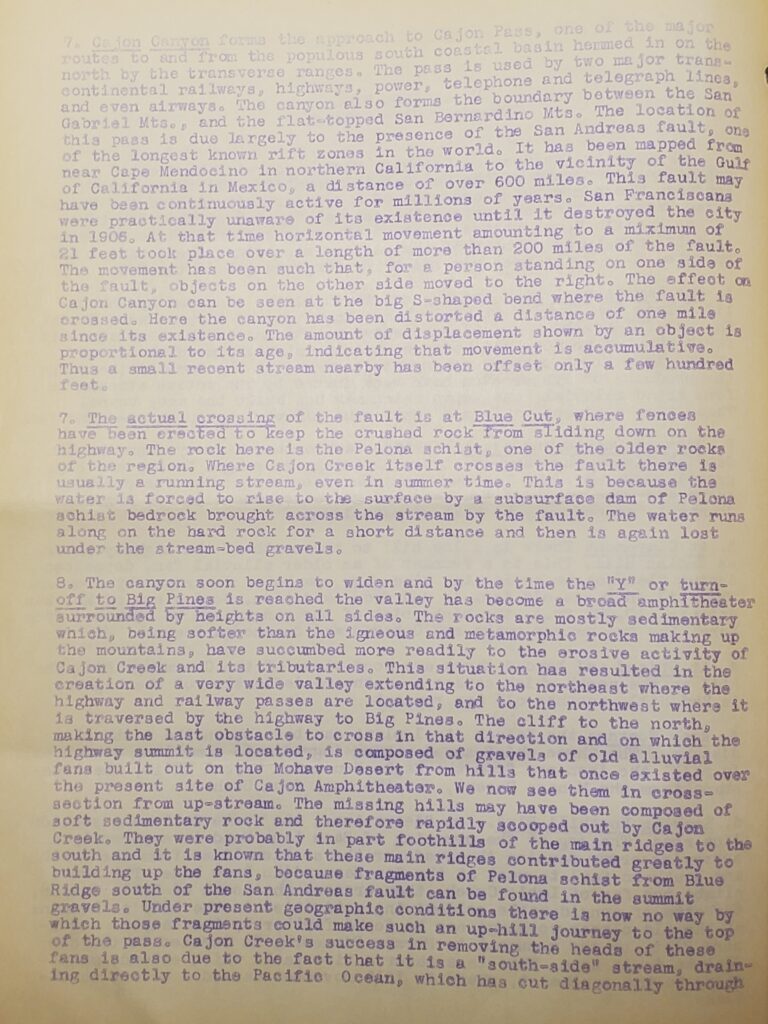 7. Cajon Canyon forms the approach to Cajon Pass, one of the major
routes to and from the populous south coastal basin hemmed in on the
north by the transverse ranges. The pass is used by two major trans-
continental railways, highways, power, telephone and telegraph lines,
and even airways. The canyon also forms the boundary between the San
Gabriel Mts., and the flat-topped San Bernardino Mts. The location of
this pass is due largely to the presence of the San Andreas fault, one
of the longest known rift zones in the world. It has been mapped from
near Cape Mendocino in northern California to the vicinity of the Gulf
of California in Mexico, a distance of over 600 miles. This fault may
have been continuously active for millions of years. San Franciscans
were practically unaware of its existence until it destroyed the city
in 1906. At that time horizontal movement amounting to a miximum of
21 feet took place over a length of more than 200 miles of the fault.
The movement has been such that, for a person standing on one side of
the fault, objects on the other side moved to the right. The effect on
Cajon Canyon can be seen at the big S-shaped bend where the fault is
crossed. Here the canyon has been distorted a distance of one mile
since its existence. The amount of displacement shown by an object is
proportional to its age, indicating that movement is accumulative.
Thus a small recent stream nearby has been offset only a few hundred
feet.
7. The actual crossing of the fault is at Blue Cut, where fences
have been erected to keep the crushed rock from sliding down on the
highway. The rock here is the Pelona schist, one of the older rocks
of the region. Where Cajon Creek itself crosses the fault there is
usually a running stream, even in summer time. This is because the
water is forced to rise to the surface by a subsurface dam of Pelona
schist bedrock brought across the stream by the fault. The water runs
along on the hard rock for a short distance and then is again lost
under the stream-bed gravels.
8. The canyon soon begins to widen and by the time the "Y" or turn-
off to Big Pines is reached the valley has become a broad amphitheater
surrounded by heights on all sides. The rocks are mostly sedimentary
which, being softer than the igneous and metamorphic rocks making up
the mountains, have succumbed more readily to the erosive activity of
Cajon Creek and its tributaries. This situation has resulted in the
creation of a very wide valley extending to the northeast where the
highway and railway passes are located, and to the northwest where it
is traversed by the highway to Big Pines. The cliff to the north,
making the last obstacle to cross in that direction and on which the
highway summit is located, is composed of gravels of old alluvial
fans built out on the Mohave Desert from hills that once existed over
the present site of Cajon Amphitheater. We now see them in cross-
section from up-stream. The missing hills may have been composed of
soft sedimentary rock and therefore rapidly scooped out by Cajon
Creek. They were probably in part foothills of the main ridges to the
south and it is known that these main ridges contributed greatly to
building up the fans, because fragments of Pelona schist from Blue
Ridge south of the San Andreas fault can be found in the summit
gravels. Under present geographic conditions there is now no way by
which those fragments could make such an up-hill journey to the top
of the pass. Cajon Creek's success in removing the heads of these
fans is also due to the fact that it is a "south-side" stream, drain-
ing directly to the Pacific Ocean, which has cut diagonally through